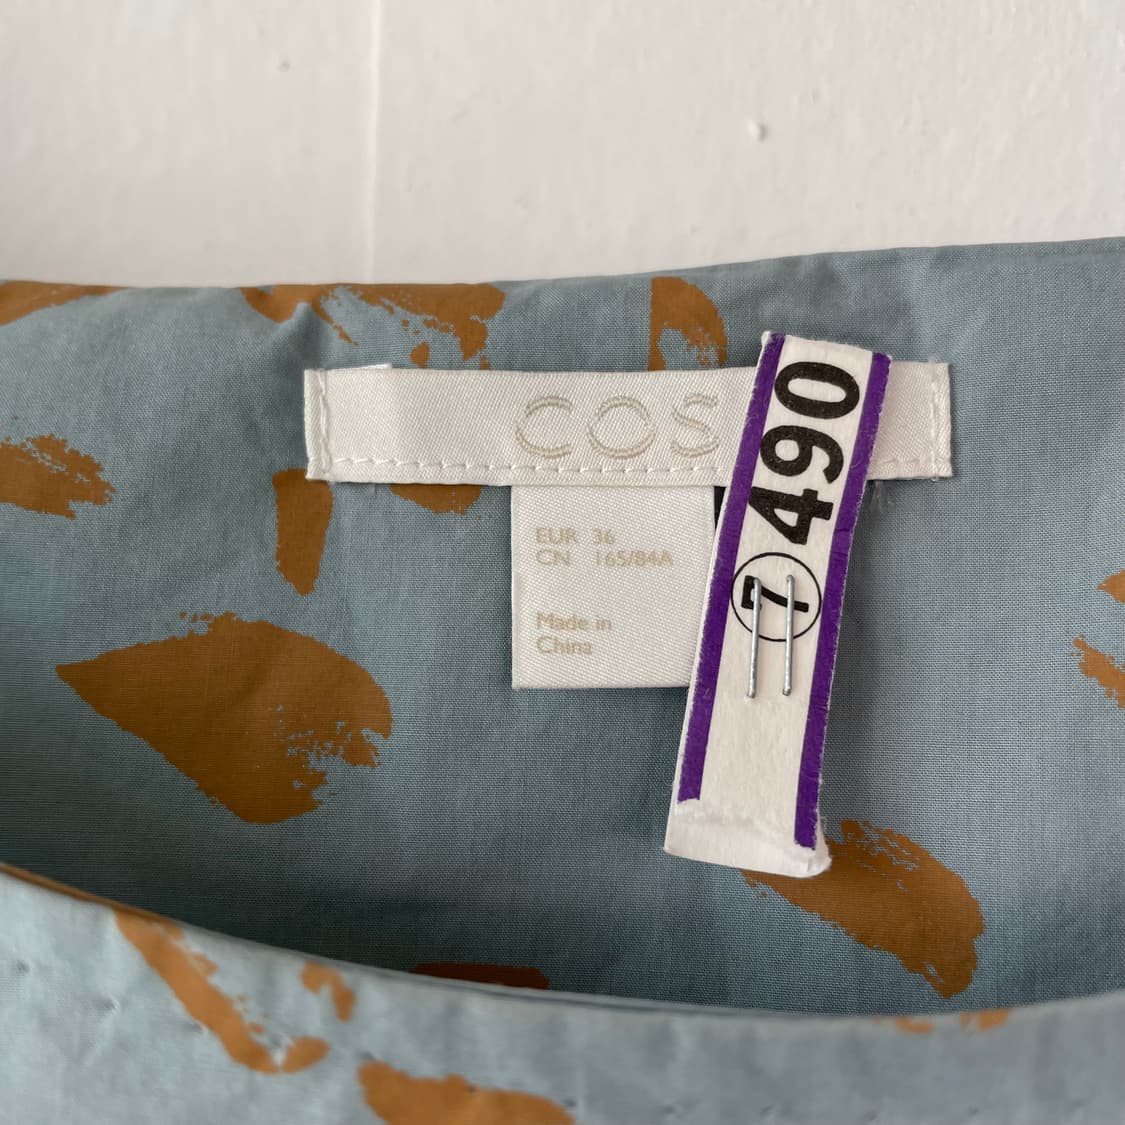 COS
EUR 36
CN 165/84A
Made in
China
7 490